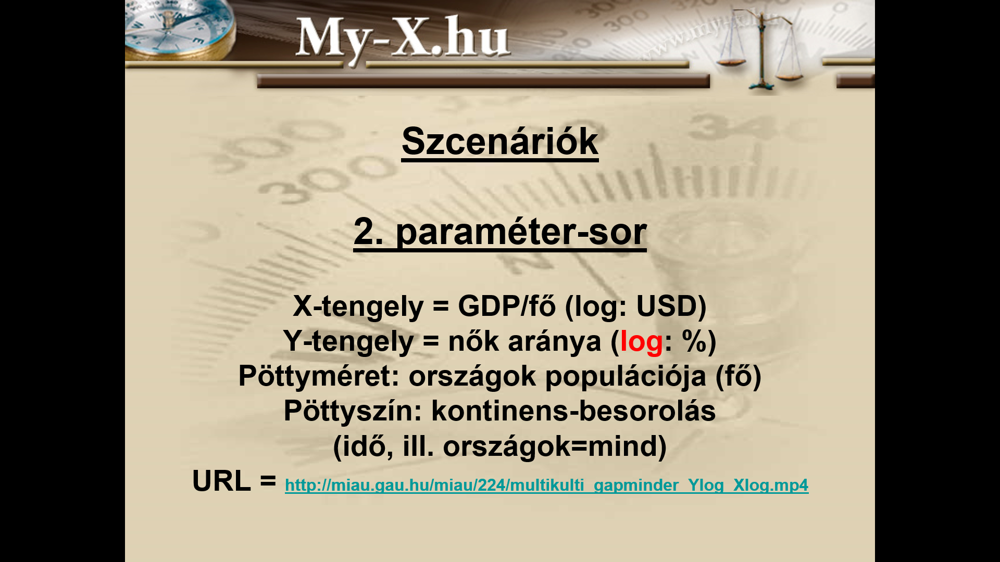 My-X.hu
www.my-x.hu
Szcenáriók
2. paraméter-sor
X-tengely = GDP/fő (log: USD)
Y-tengely = nők aránya (log: %)
Pöttyméret: országok populációja (fő)
Pöttyszín: kontinens-besorolás
(idő, ill. országok=mind)
URL = http://miau.gau.hu/miau/224/multikulti_gapminder_Ylog_Xlog.mp4